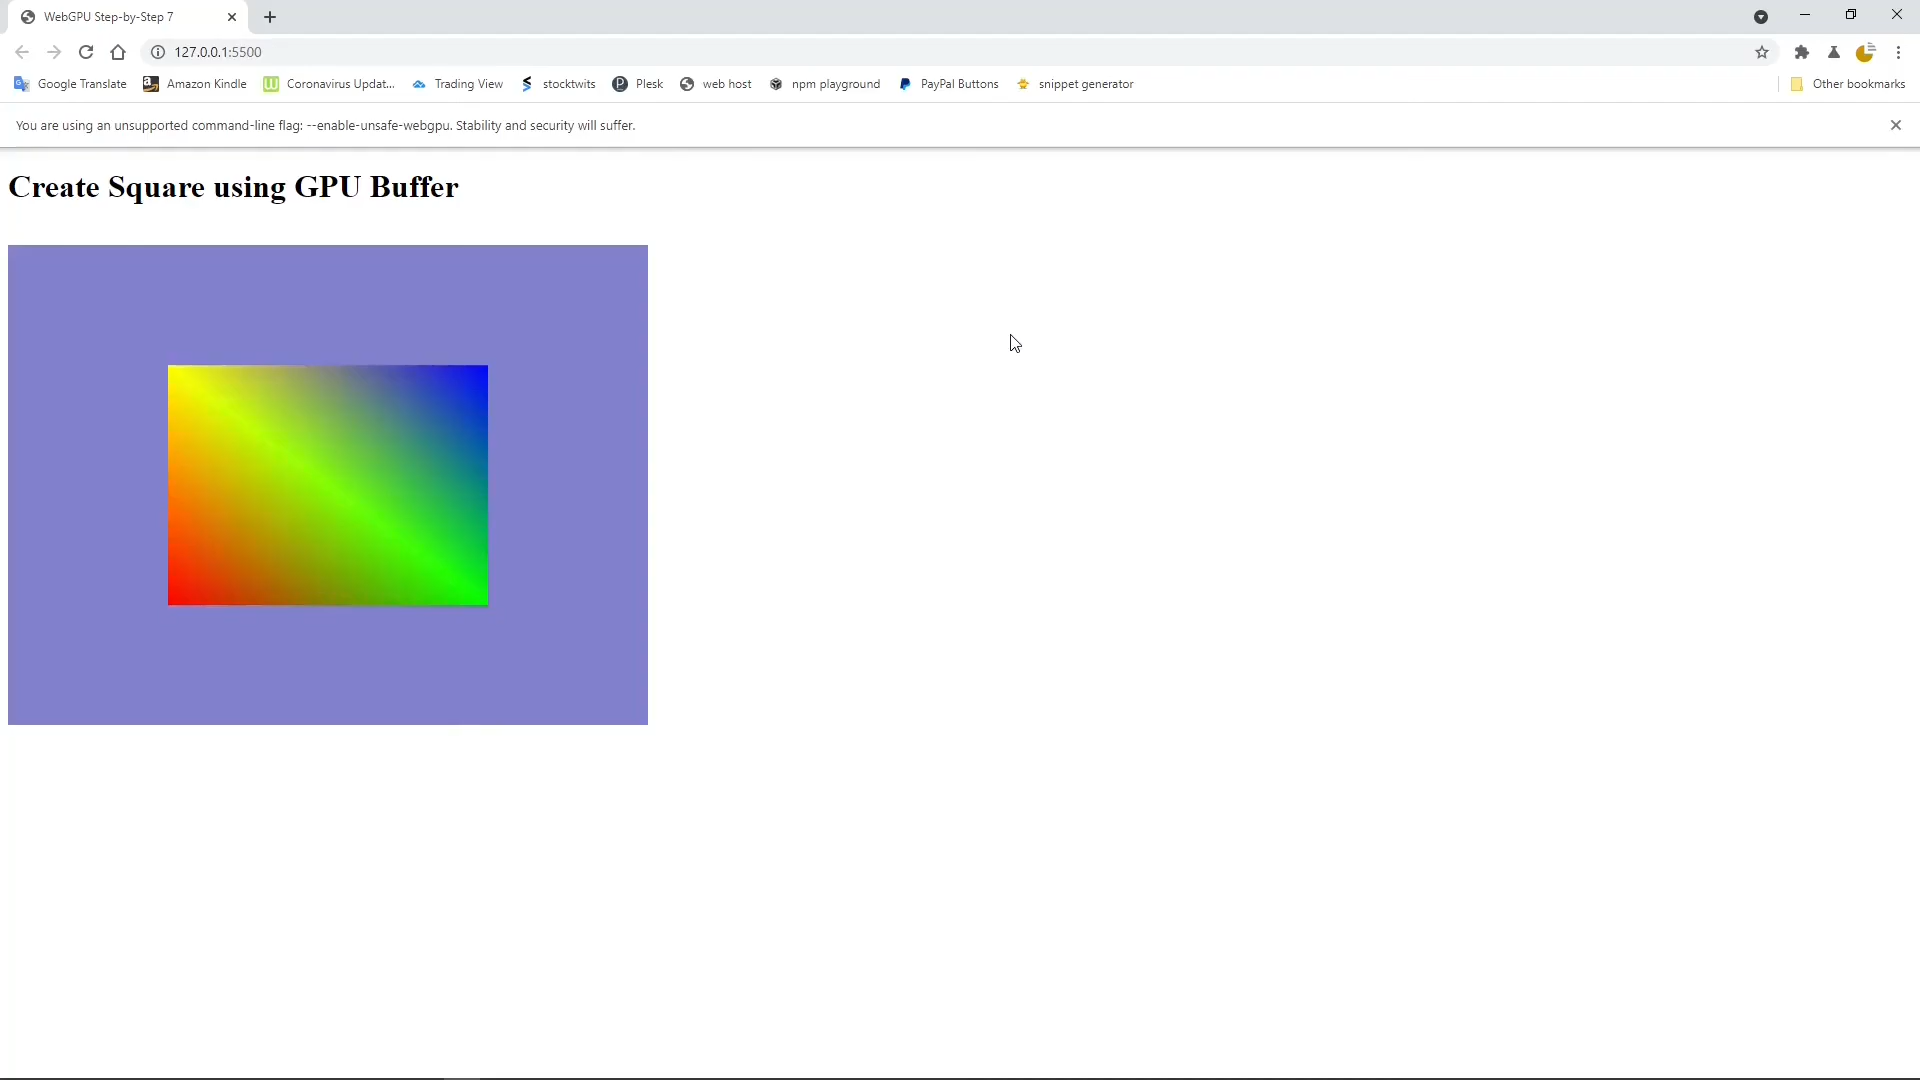 WebGPU Step-by-Step 7
127.0.0.1:5500
Google Translate Amazon Kindle Coronavirus Updat... Trading View stocktwits Plesk web host npm playground PayPal Buttons snippet generator Other bookmarks
You are using an unsupported command-line flag: --enable-unsafe-webgpu. Stability and security will suffer.
Create Square using GPU Buffer